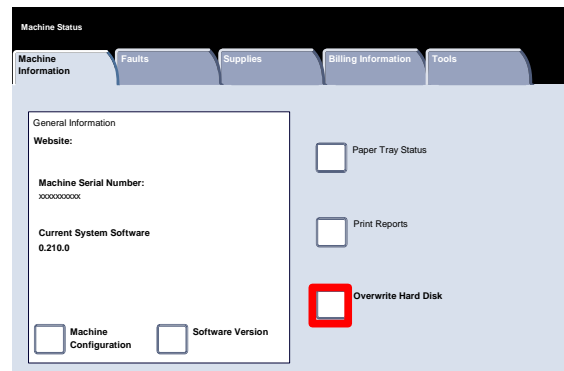 Machine Status
Machine
Information
Faults
Supplies
Billing Information
Tools
General Information
Website:
Machine Serial Number:
xxxxxxxxxx
Current System Software
0.210.0
Machine
Configuration
Software Version
Paper Tray Status
Print Reports
Overwrite Hard Disk